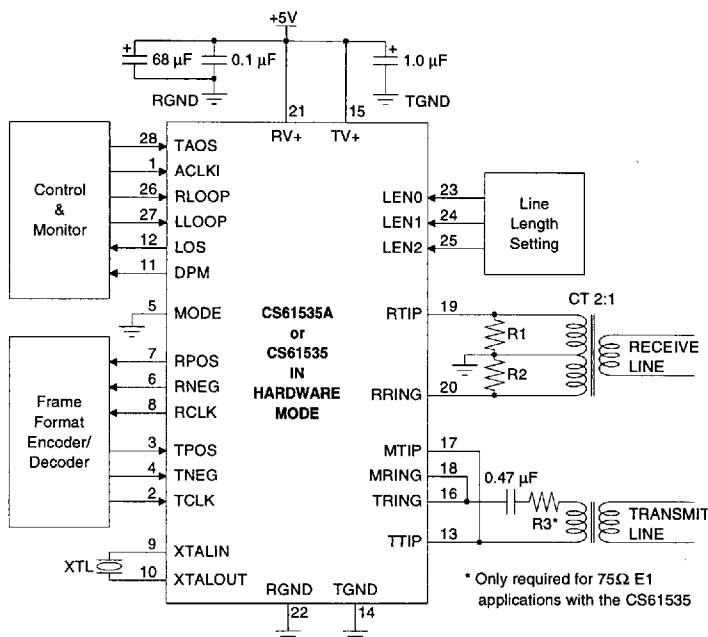 +5V
+
68 µF
0.1 µF
+
1.0 µF
RGND
TGND
21
15
RV+
TV+
Control
&
Monitor
28
TAOS
1
ACLKI
26
RLOOP
27
LLOOP
12
LOS
11
DPM
5
MODE
LEN0
23
LEN1
24
LEN2
25
Line
Length
Setting
CS61535A
or
CS61535
IN
HARDWARE
MODE
RTIP
19
R1
R2
RRING
20
CT 2:1
RECEIVE
LINE
Frame
Format
Encoder/
Decoder
7
RPOS
6
RNEG
8
RCLK
3
TPOS
4
TNEG
2
TCLK
MTIP
17
MRING
18
TRING
16
TTIP
13
0.47 µF
R3*
TRANSMIT
LINE
XTL
9
XTALIN
10
XTALOUT
RGND
TGND
22
14
* Only required for 75Ω E1
applications with the CS61535